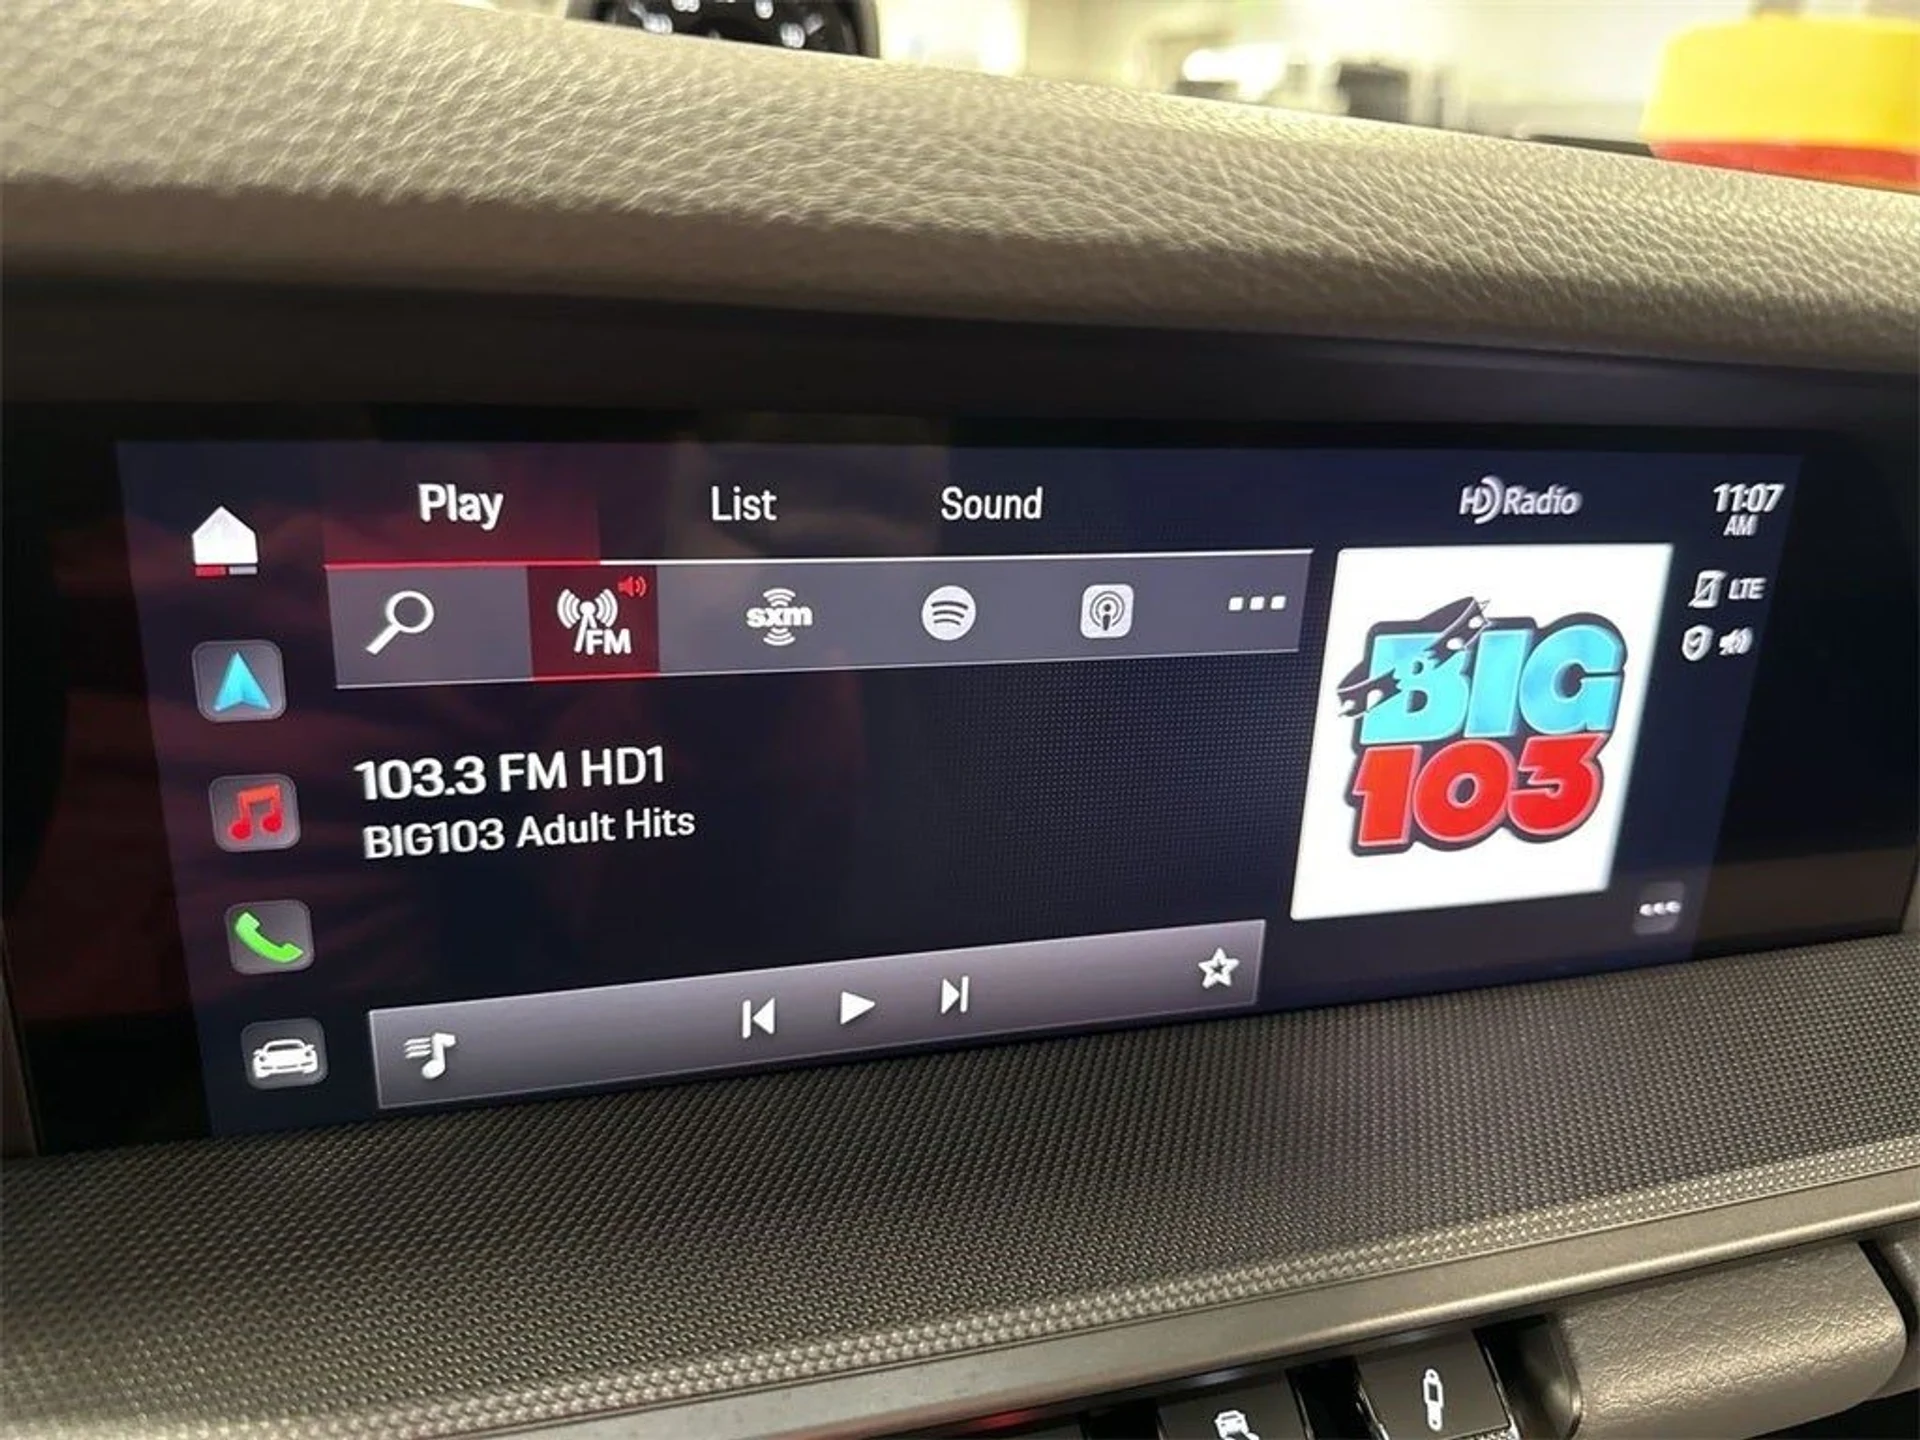 Play
List
Sound
HD Radio
11:07
AM
FM
sxm
LTE
BIG
103
103.3 FM HD1
BIG103 Adult Hits